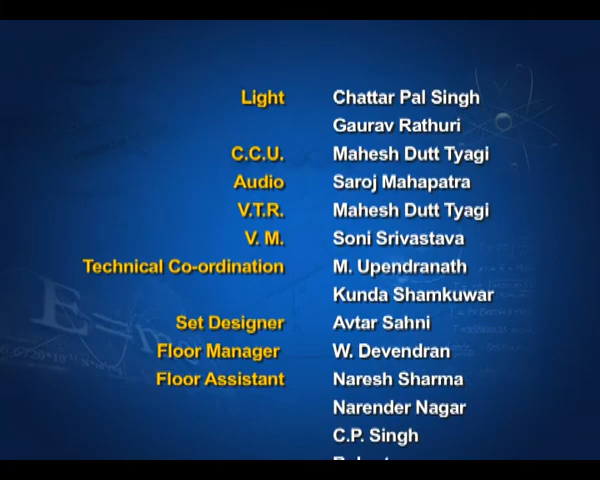 Light Chattar Pal Singh
Gaurav Rathuri
C.C.U. Mahesh Dutt Tyagi
Audio Saroj Mahapatra
V.T.R. Mahesh Dutt Tyagi
V. M. Soni Srivastava
Technical Co-ordination M. Upendranath
Kunda Shamkuwar
Set Designer Avtar Sahni
Floor Manager W. Devendran
Floor Assistant Naresh Sharma
Narender Nagar
C.P. Singh